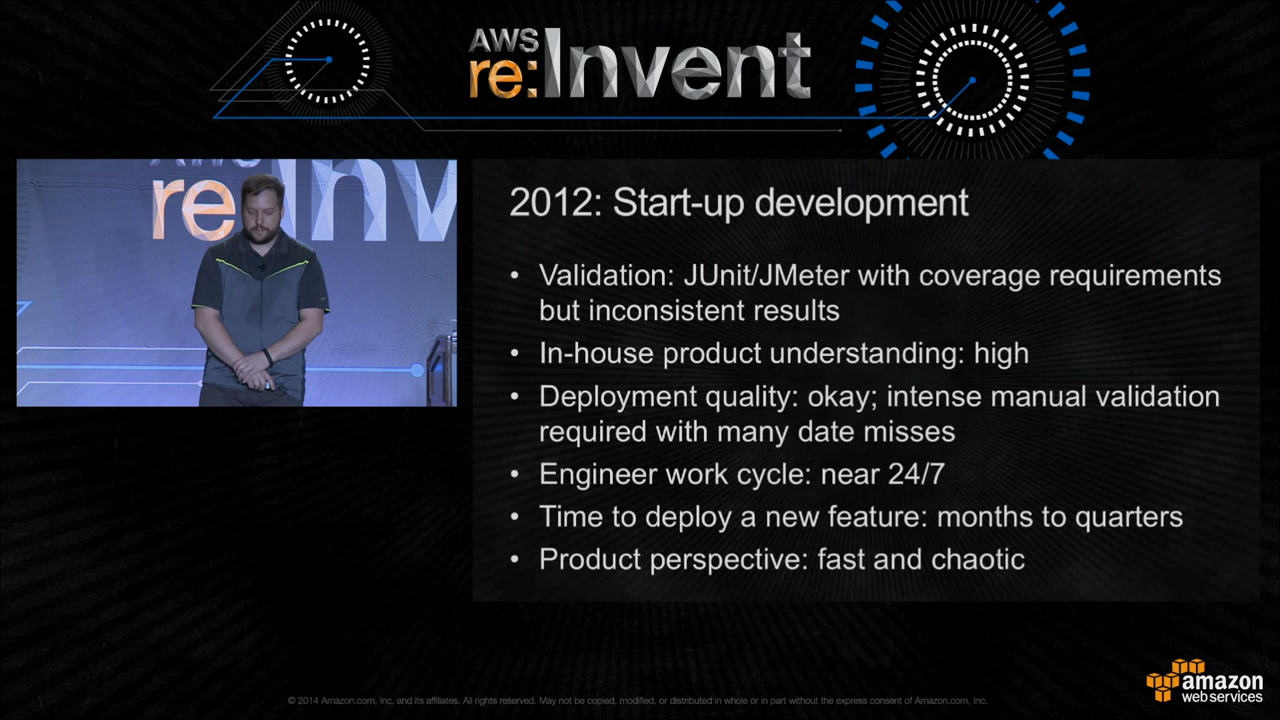 AWS
re:Invent
AWS
re:Inv
2012: Start-up development
• Validation: JUnit/JMeter with coverage requirements
but inconsistent results
• In-house product understanding: high
• Deployment quality: okay; intense manual validation
required with many date misses
• Engineer work cycle: near 24/7
• Time to deploy a new feature: months to quarters
• Product perspective: fast and chaotic
© 2014 Amazon.com, Inc. and its affiliates. All rights reserved. May not be copied, modified, or distributed in whole or in part without the express consent of Amazon.com, Inc.
amazon
web services